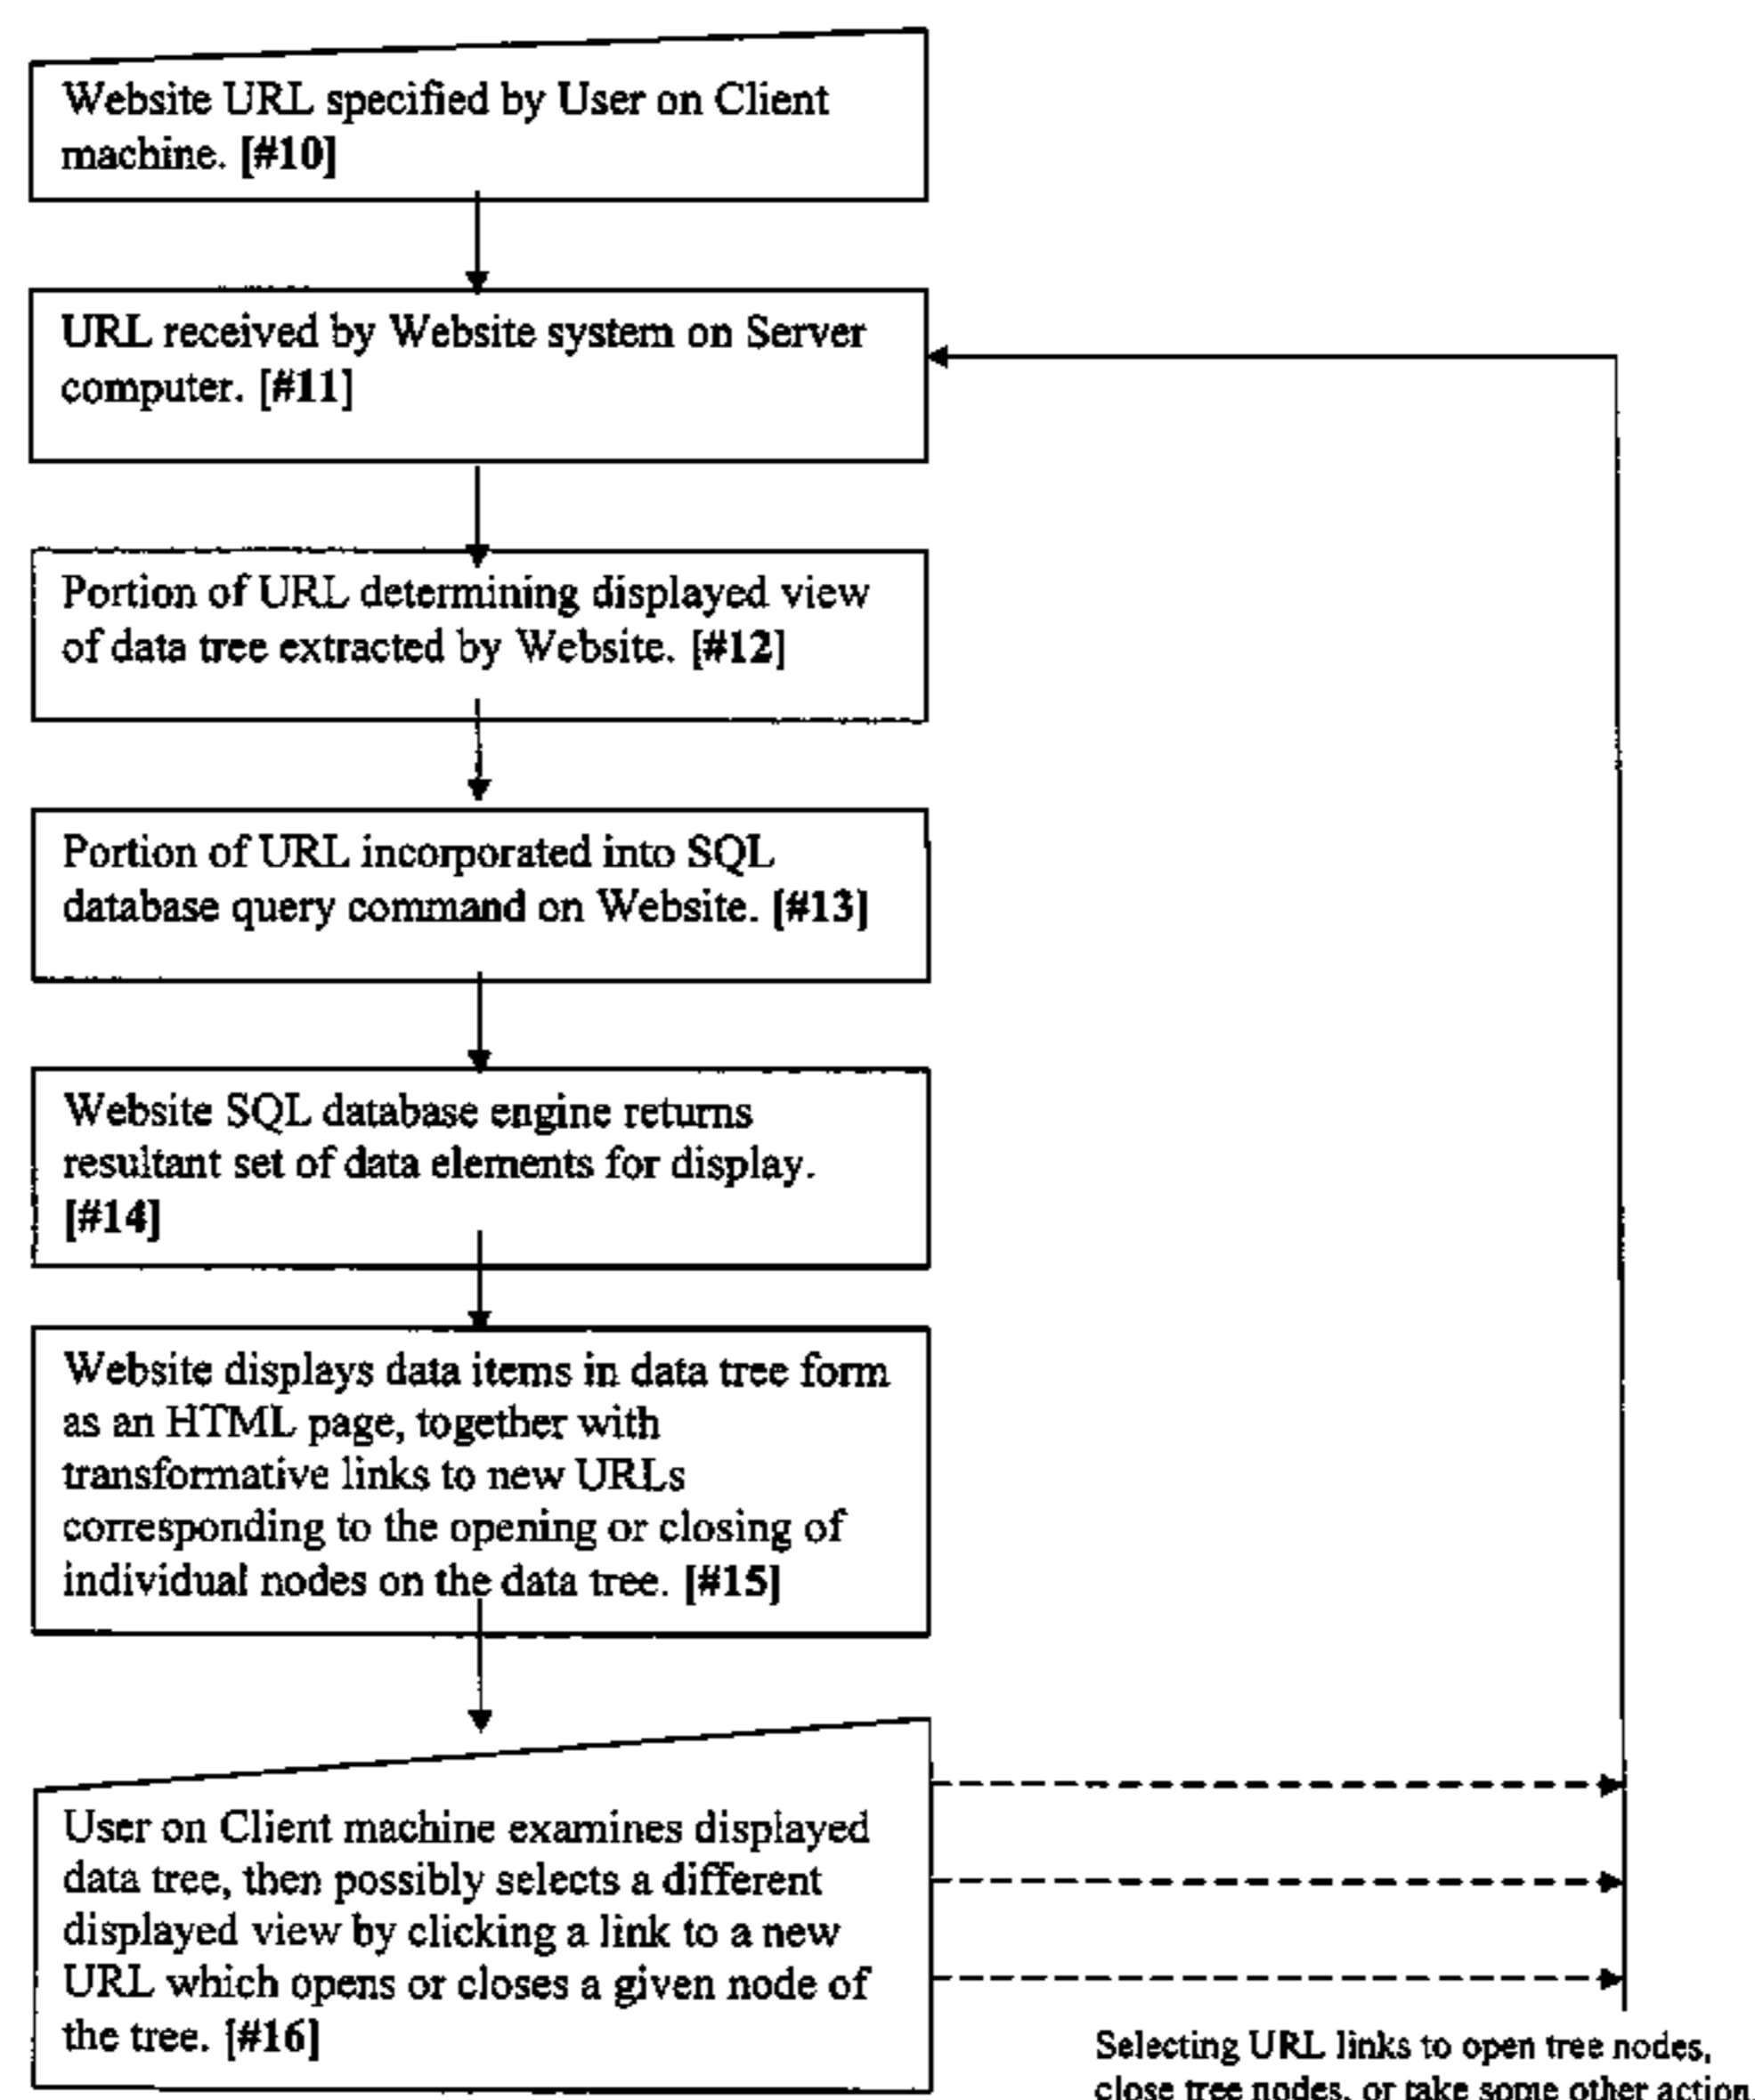 Website URL specified by User on Client
machine. [#10]
URL received by Website system on Server
computer. [#11]
Portion of URL determining displayed view
of data tree extracted by Website. [#12]
Portion of URL incorporated into SQL
database query command on Website. [#13]
Website SQL database engine returns
resultant set of data elements for display.
[#14]
Website displays data items in data tree form
as an HTML page, together with
transformative links to new URLs
corresponding to the opening or closing of
individual nodes on the data tree. [#15]
User on Client machine examines displayed
data tree, then possibly selects a different
displayed view by clicking a link to a new
URL which opens or closes a given node of
the tree. [#16]
Selecting URL links to open tree nodes,
close tree nodes, or take some other action.